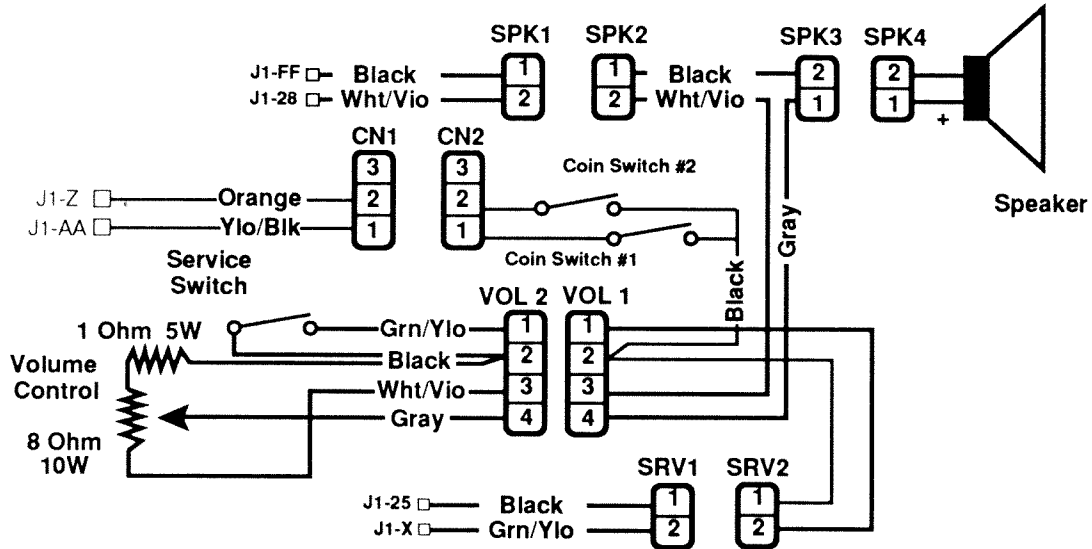 SPK1 SPK2 SPK3 SPK4
J1-FF Black 1 1 Black 2 2
J1-28 Wht/Vio 2 2 Wht/Vio 1 1
+
CN1 CN2
3 3
J1-Z Orange 2 2
J1-AA Ylo/Blk 1 1
Coin Switch #2
Coin Switch #1
Speaker
Gray
Black
Service
Switch
VOL 2 VOL 1
1 Ohm 5W
Grn/Ylo 1 1
Black 2 2
Volume
Control
Wht/Vio 3 3
Gray 4 4
8 Ohm
10W
SRV1 SRV2
J1-25 Black 1 1
J1-X Grn/Ylo 2 2